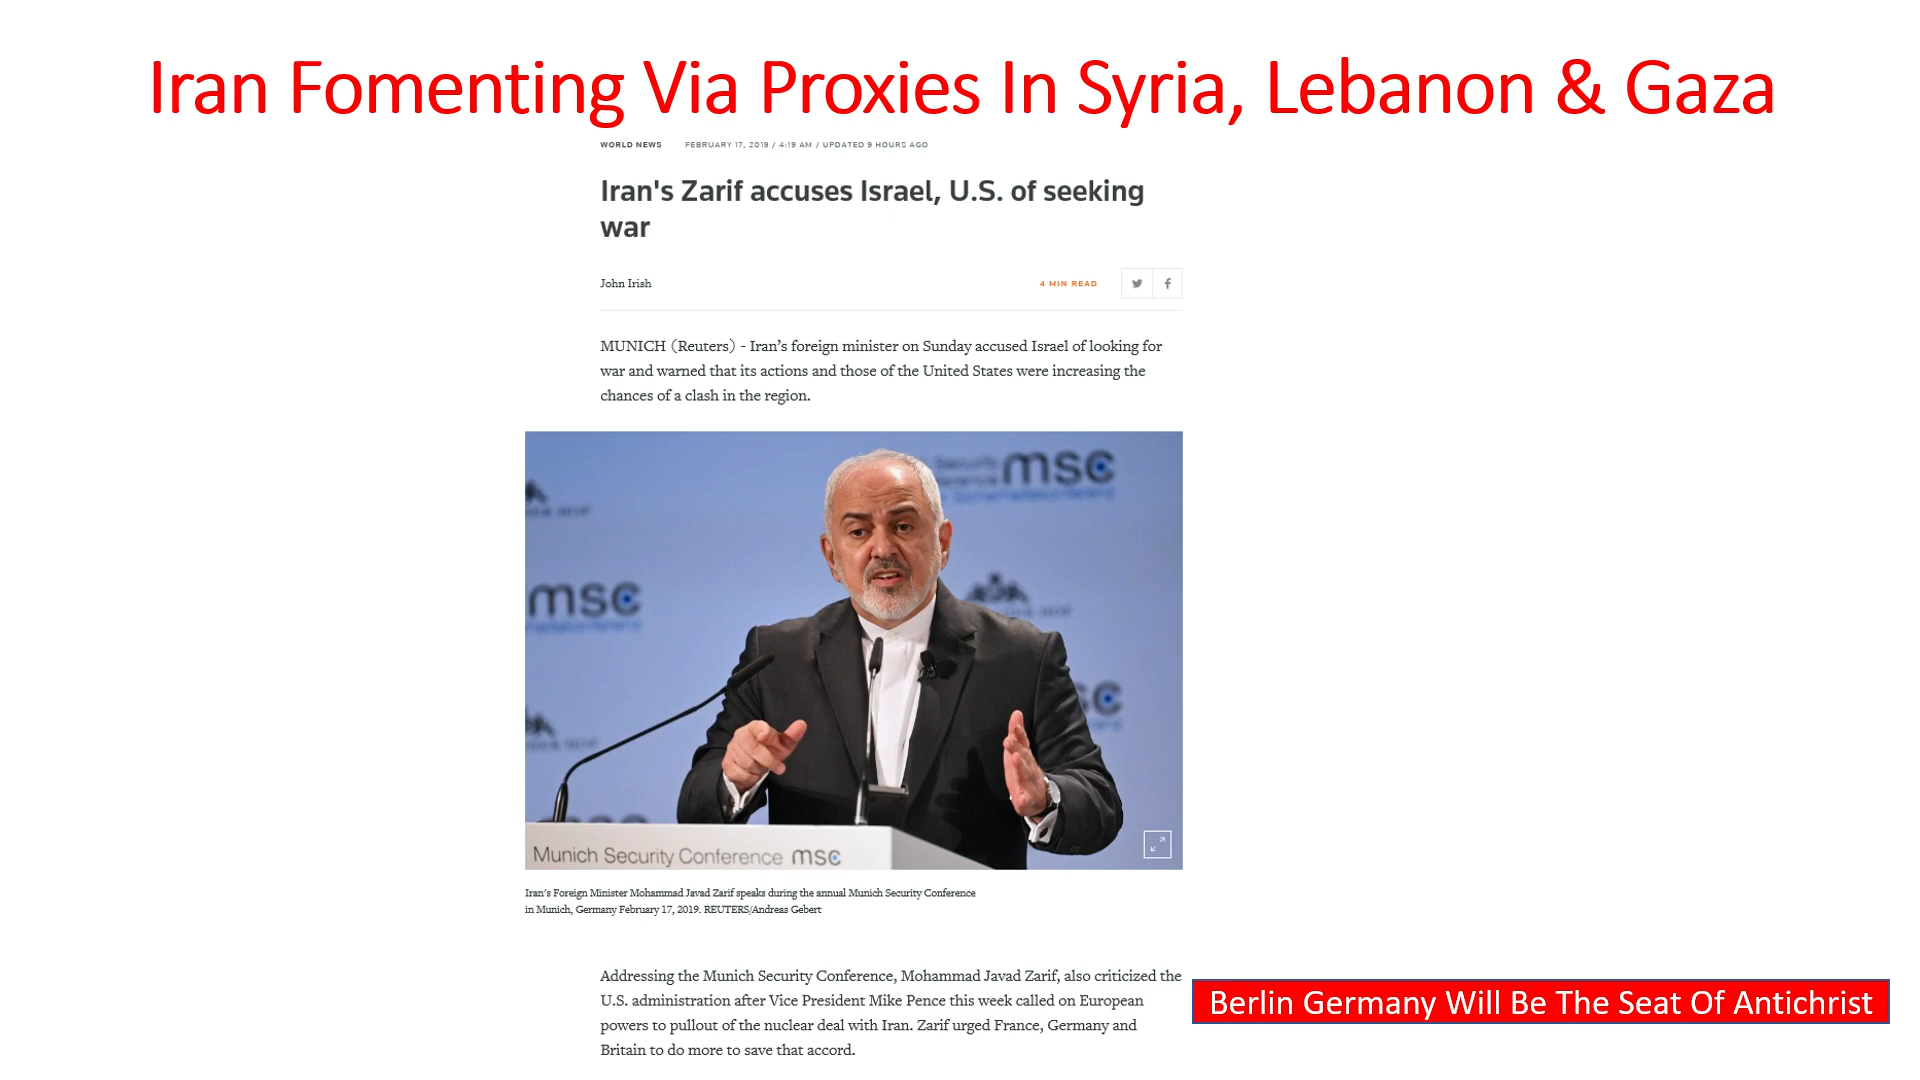 Iran Fomenting Via Proxies In Syria, Lebanon & Gaza
WORLD NEWS FEBRUARY 17, 2019 / 4:19 AM / UPDATED 9 HOURS AGO
Iran's Zarif accuses Israel, U.S. of seeking
war
John Irish
4 MIN READ
MUNICH (Reuters) - Iran’s foreign minister on Sunday accused Israel of looking for
war and warned that its actions and those of the United States were increasing the
chances of a clash in the region.
msc
msc
Munich Security Conference msc
Iran's Foreign Minister Mohammad Javad Zarif speaks during the annual Munich Security Conference
in Munich, Germany February 17, 2019. REUTERS/Andreas Gebert
Addressing the Munich Security Conference, Mohammad Javad Zarif, also criticized the
U.S. administration after Vice President Mike Pence this week called on European
powers to pullout of the nuclear deal with Iran. Zarif urged France, Germany and
Britain to do more to save that accord.
Berlin Germany Will Be The Seat Of Antichrist